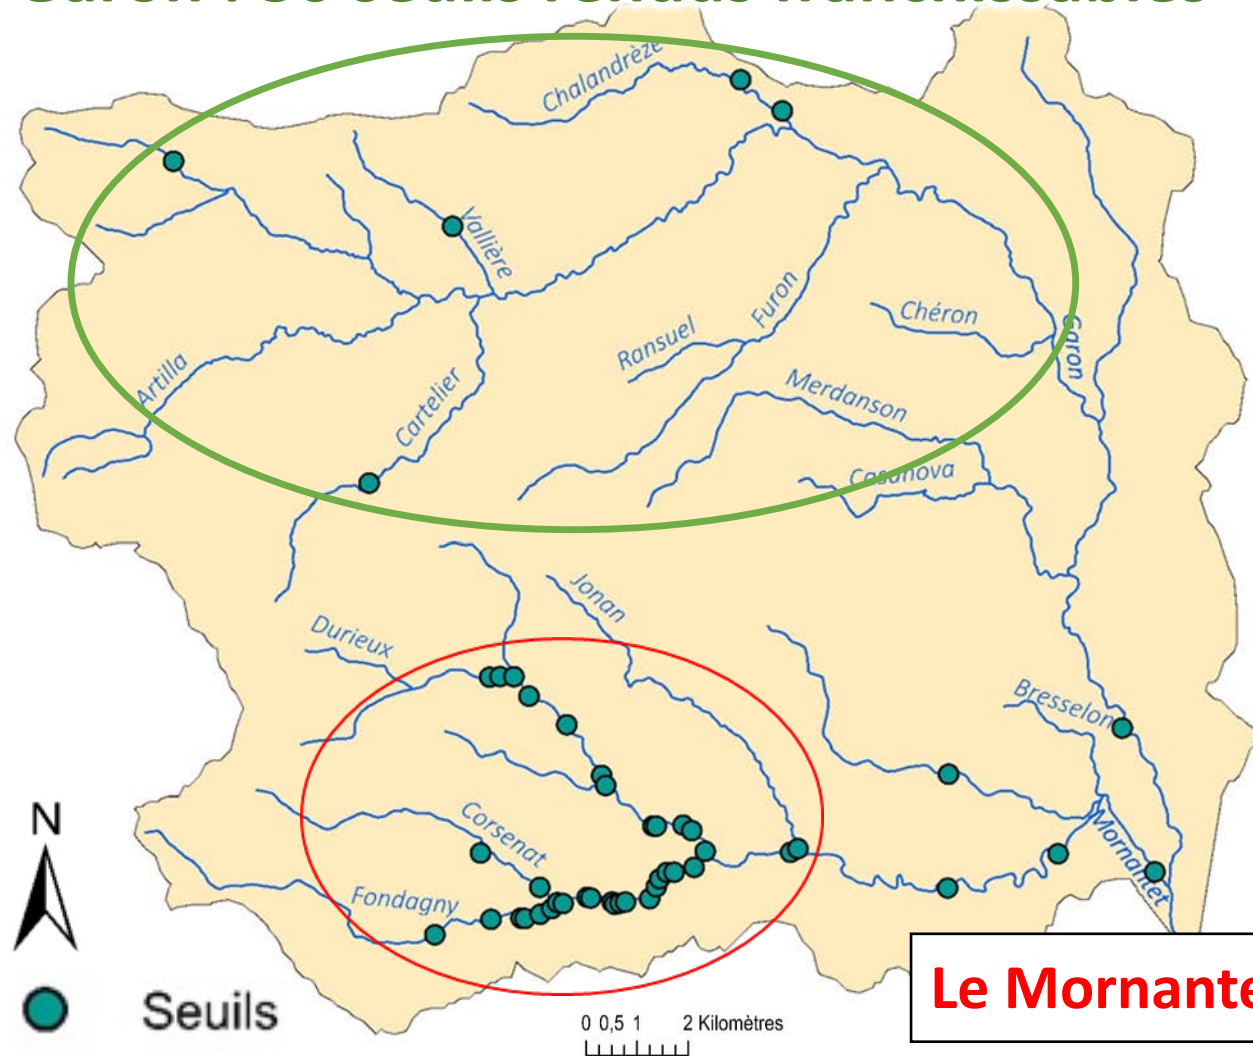 Chalandrèze
Vallière
Furon
Chéron
Ransuel
Garon
Artilla
Cartelier
Merdanson
Casanova
Jonan
Durieux
Bresselon
N
Corsenat
Mornantet
Fondagny
Le Mornante
Seuils
0 0,5 1 2 Kilomètres